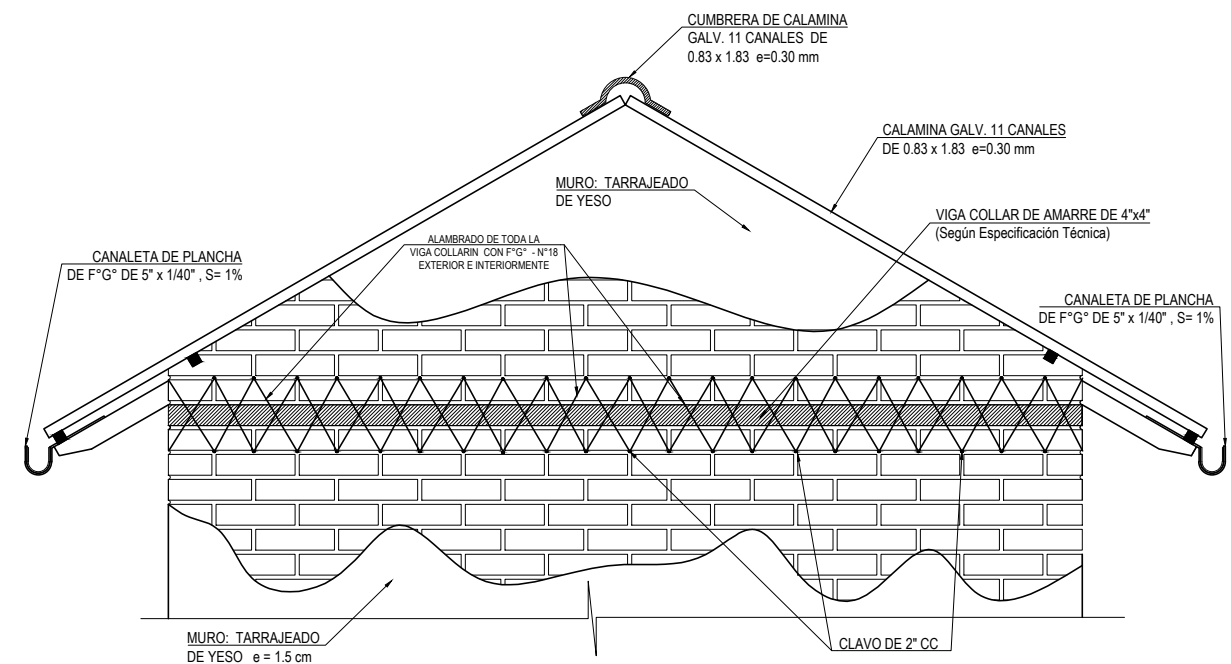 CUMBRERA DE CALAMINA
GALV. 11 CANALES DE
0.83 x 1.83 e=0.30 mm
CALAMINA GALV. 11 CANALES
DE 0.83 x 1.83 e=0.30 mm
MURO: TARRAJEADO
DE YESO
VIGA COLLAR DE AMARRE DE 4"x4"
(Según Especificación Técnica)
ALAMBRADO DE TODA LA
VIGA COLLARIN CON F°G° - N°18
EXTERIOR E INTERIORMENTE
CANALETA DE PLANCHA
DE F°G° DE 5" x 1/40" , S= 1%
CANALETA DE PLANCHA
DE F°G° DE 5" x 1/40" , S= 1%
MURO: TARRAJEADO
DE YESO e = 1.5 cm
CLAVO DE 2" CC